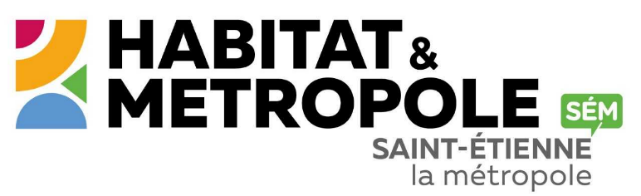 HABITAT &
METROPOLE SÉM
SAINT-ÉTIENNE
la métropole